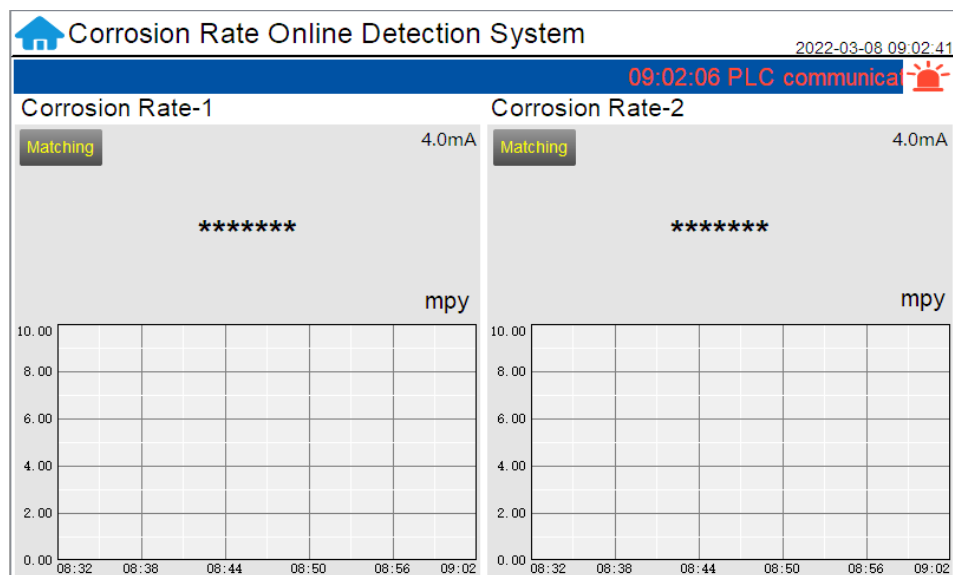 Corrosion Rate Online Detection System
2022-03-08 09:02:41
09:02:06 PLC communicat
Corrosion Rate-1
Corrosion Rate-2
Matching
4.0mA
Matching
4.0mA
*******
*******
mpy
mpy
10.00
8.00
6.00
4.00
2.00
0.00
08:32 08:38 08:44 08:50 08:56 09:02
10.00
8.00
6.00
4.00
2.00
0.00
08:32 08:38 08:44 08:50 08:56 09:02